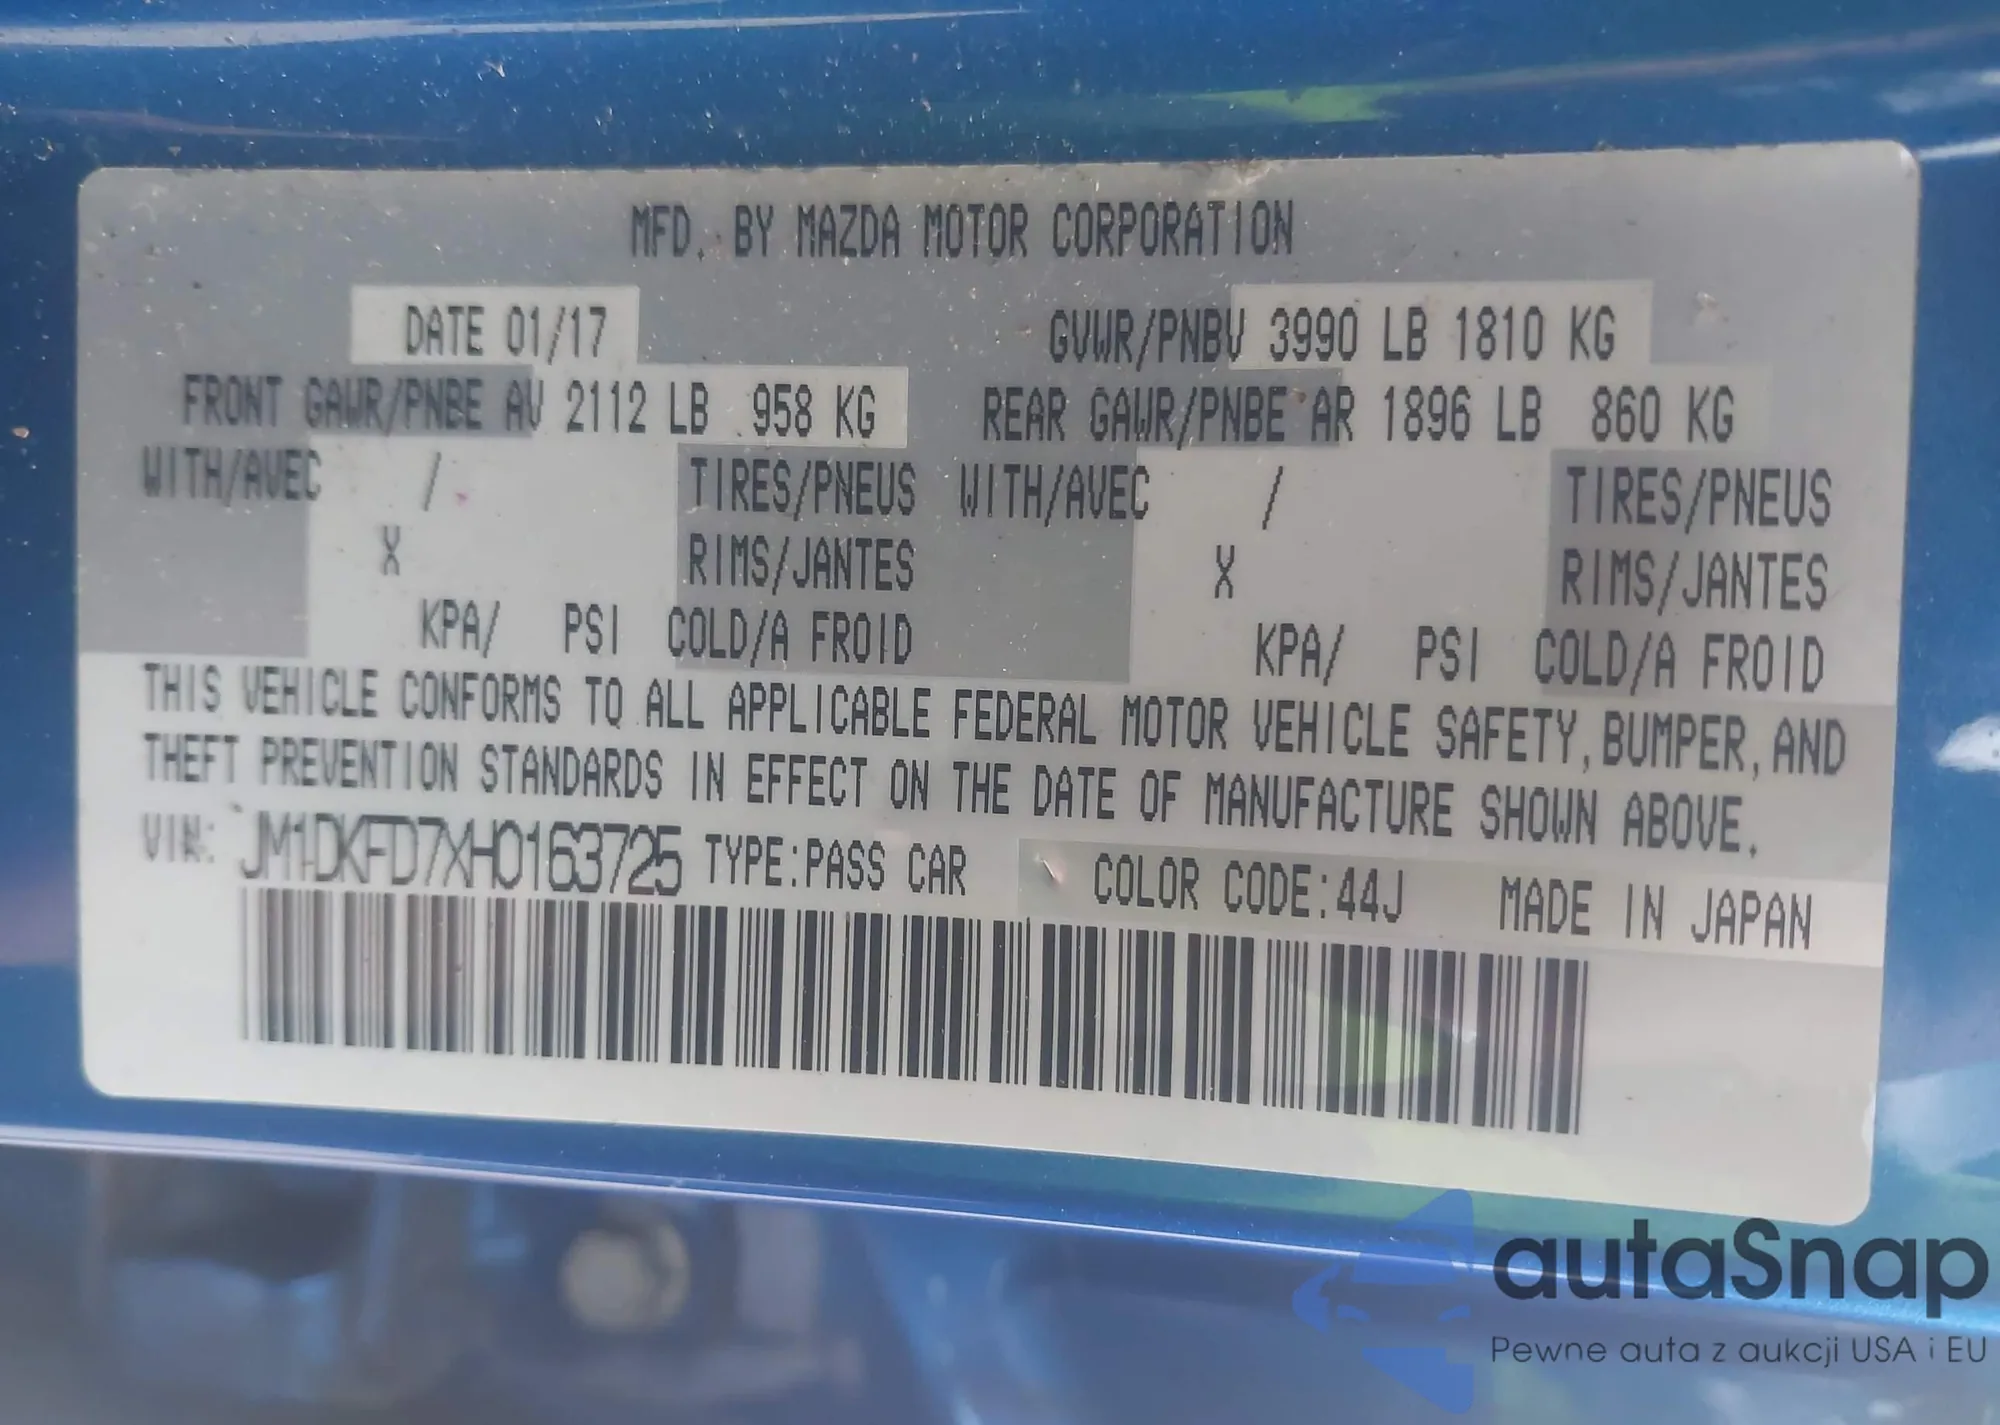 MFD. BY MAZDA MOTOR CORPORATION
DATE 01/17 GVWR/PNBV 3990 LB 1810 KG
FRONT GAWR/PNBE AV 2112 LB 958 KG REAR GAWR/PNBE AR 1896 LB 860 KG
WITH/AVEC / TIRES/PNEUS WITH/AVEC / TIRES/PNEUS
X RIMS/JANTES X RIMS/JANTES
KPA/ PSI COLD/A FROID KPA/ PSI COLD/A FROID
THIS VEHICLE CONFORMS TO ALL APPLICABLE FEDERAL MOTOR VEHICLE SAFETY, BUMPER, AND
THEFT PREVENTION STANDARDS IN EFFECT ON THE DATE OF MANUFACTURE SHOWN ABOVE.
VIN: JM1DKFD7XH0163725 TYPE:PASS CAR COLOR CODE:44J MADE IN JAPAN
autaSnap
Pewne auta z aukcji USA i EU